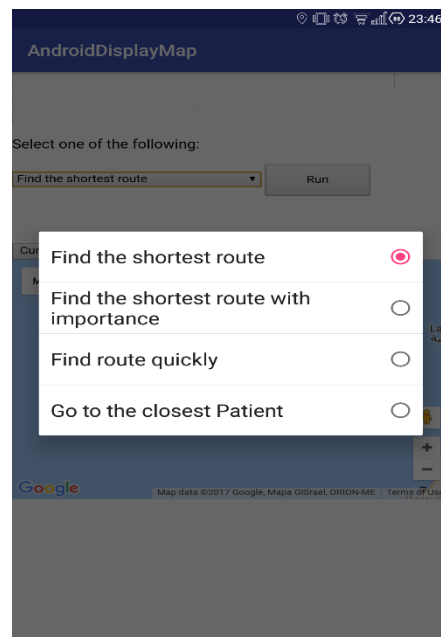 23:46
AndroidDisplayMap
Select one of the following:
Find the shortest route
Run
Cur
Find the shortest route
M
Find the shortest route with
importance
Find route quickly
Go to the closest Patient
Google
Map data ©2017 Google, Mapa GISrael, ORION-ME
Terms of Use